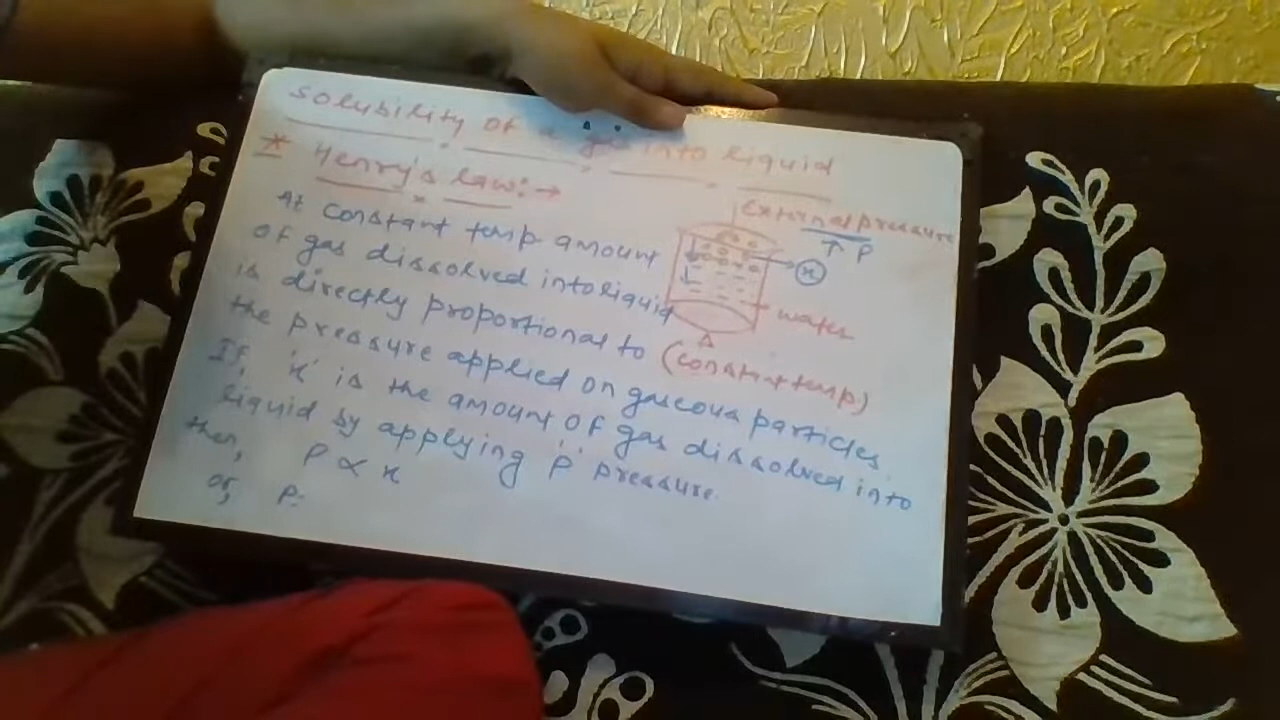 Solubility of a gas into liquid
* Henry's law:→
At constant temp. amount
of gas dissolved into liquid
is directly proportional to
the pressure applied on gaseous particles
If, 'x' is the amount of gas dissolved into
liquid by applying 'p' pressure.
then, P ∝ x
or, P=
External pressure
↑ P
x
water
Δ
(constant temp)